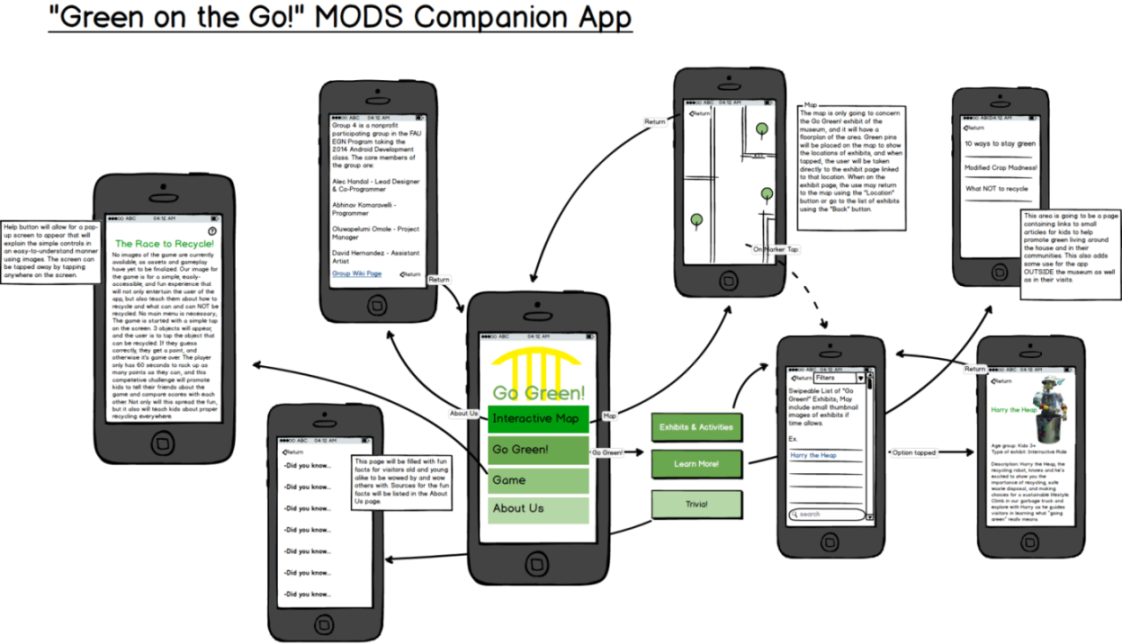 "Green on the Go!" MODS Companion App
Help button will allow for a pop-
up screen to appear that will
explain the simple controls in
an easy-to-understand manner
using images. The screen can
be tapped away by tapping
anywhere on the screen.
●●●○○ ABC 04:12 AM
?
The Race to Recycle!
No images of the game are currently
available, as assets and gameplay
have yet to be finalized. Our image for
the game is for a simple, easily-
accessible, and fun experience that
will not only entertain the user of the
app, but also teach them about how to
recycle and what can and can NOT be
recycled. No main menu is necessary,
The game is started with a simple tap
on the screen. 3 objects will appear,
and the user is to tap the object that
can be recycled. If they guess
correctly, they get a point, and
otherwise it's game over. The player
only has 60 seconds to rack up as
many points as they can, and this
competetive challenge will promote
kids to tell their friends about the
game and compare scores with each
other. Not only will this spread the fun,
but it also will teach kids about proper
recycling everywhere.
●●●○○ ABC 04:12 AM
Group 4 is a nonprofit
participating group in the FAU
EGN Program taking the
2014 Android Development
class. The core members of
the group are:
Alec Handal - Lead Designer
& Co-Programmer
Abhinav Komaravelli -
Programmer
Oluwapelumi Omole - Project
Manager
David Hernandez - Assistant
Artist
Group Wiki Page Return
Return
●●●○○ ABC 04:12 AM
Return
-Did you know...
-Did you know...
-Did you know...
-Did you know...
-Did you know...
-Did you know...
-Did you know...
This page will be filled with fun
facts for visitors old and young
alike to be wowed by and wow
others with. Sources for the fun
facts will be listed in the About
Us page.
About Us
●●●○○ ABC 04:12 AM
Go Green!
Interactive Map
Go Green!
Game
About Us
Map
Go Green!
Exhibits & Activities
Learn More!
Trivia!
Return
●●●○○ ABC 04:12 AM
Return
On Marker Tap
Map
The map is only going to concern
the Go Green! exhibit of the
museum, and it will have a
floorplan of the area. Green pins
will be placed on the map to show
the locations of exhibits, and when
tapped, the user will be taken
directly to the exhibit page linked
to that location. When on the
exhibit page, the use may return
to the map using the "Location"
button or go to the list of exhibits
using the "Back" button.
●●●○○ ABC 04:12 AM
Return
Filters
Swipeable List of "Go
Green!" Exhibits, May
include small thumbnail
images of exhibits if
time allows.
Ex.
Harry the Heap
search
Option tapped
●●●○○ ABC 04:12 AM
Return
10 ways to stay green
Modified Crop Madness!
What NOT to recycle
This area is going to be a page
containing links to small
articles for kids to help
promote green living around
the house and in their
communities. This also adds
some use for the app
OUTSIDE the museum as well
as in their visits.
Return
●●●○○ ABC 04:12 AM
Return
Harry the Heap
Age group: Kids 3+
Type of exhibit: Interactive Ride
Description: Harry the Heap, the
recycling robot, knows and he's
excited to show you the
importance of recycling, safe
waste disposal, and making
choices for a sustainable lifestyle.
Climb in our garbage truck and
explore with Harry as he guides
visitors in learning what "going
green" really means.